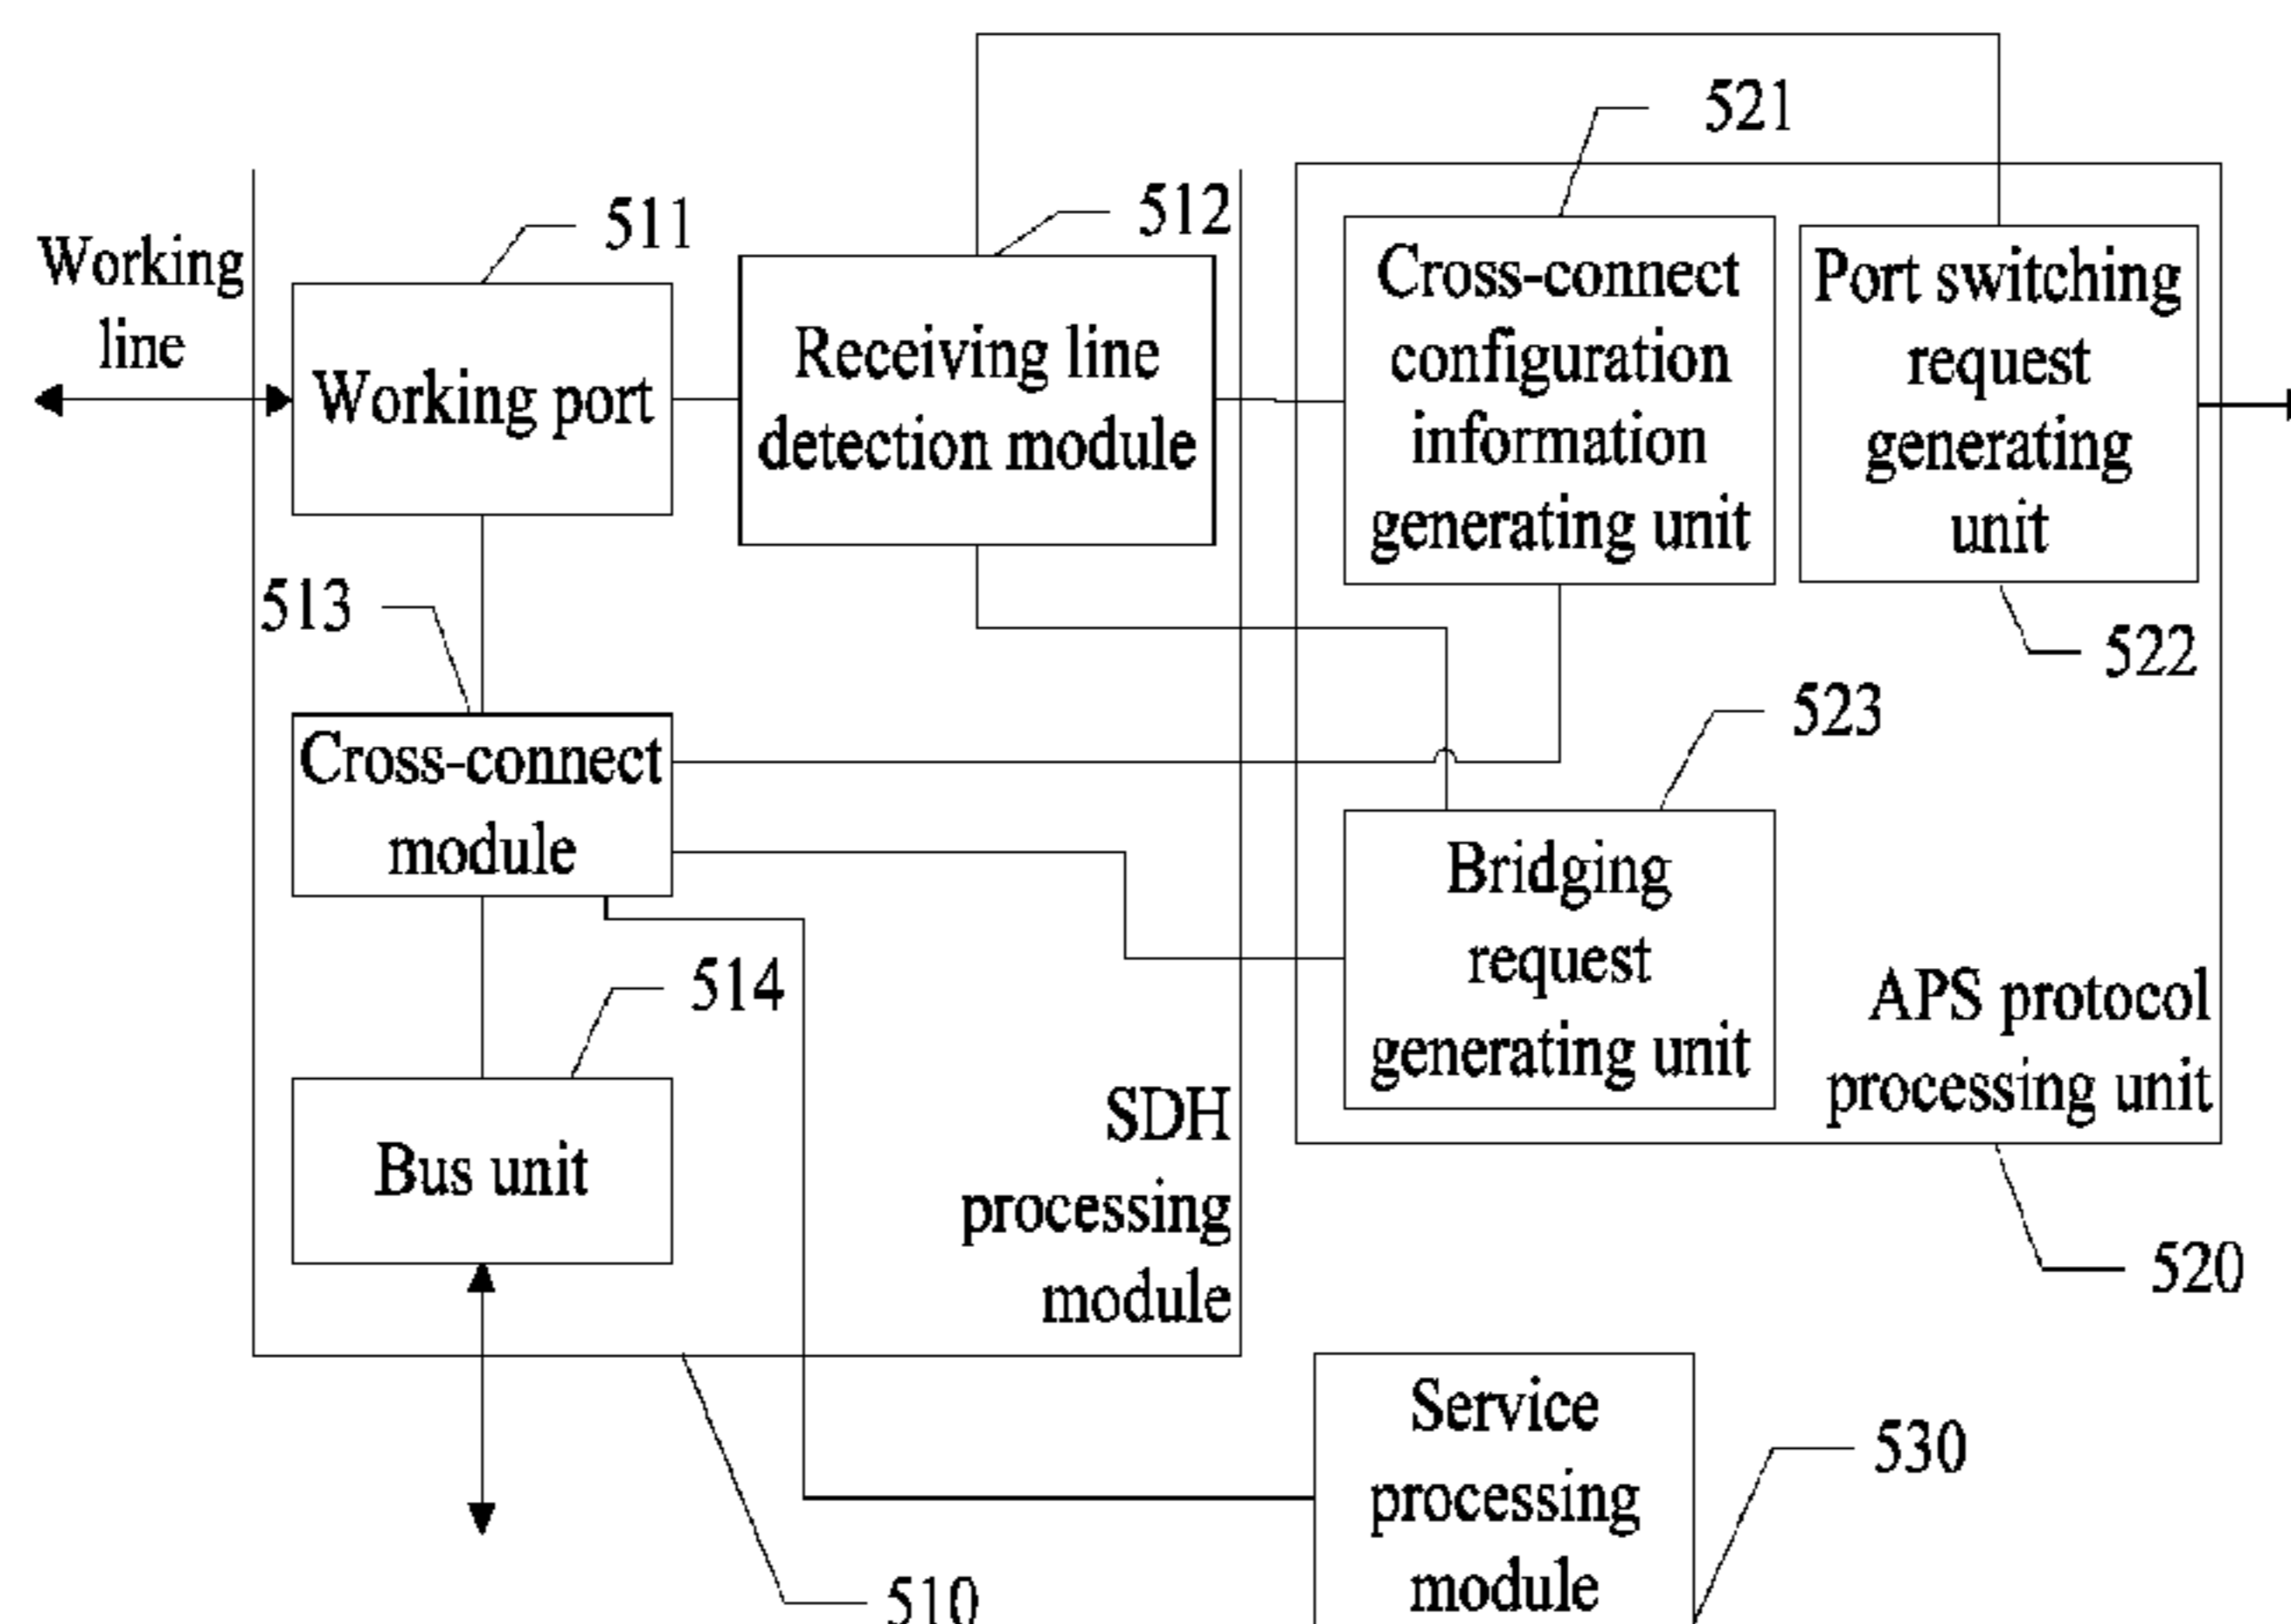 521
512
511
Working
line
Working port
Receiving line
detection module
Cross-connect
configuration
information
generating unit
Port switching
request
generating
unit
513
522
523
Cross-connect
module
Bridging
request
generating unit
514
APS protocol
processing unit
Bus unit
SDH
processing
module
520
Service
processing
module
530
510